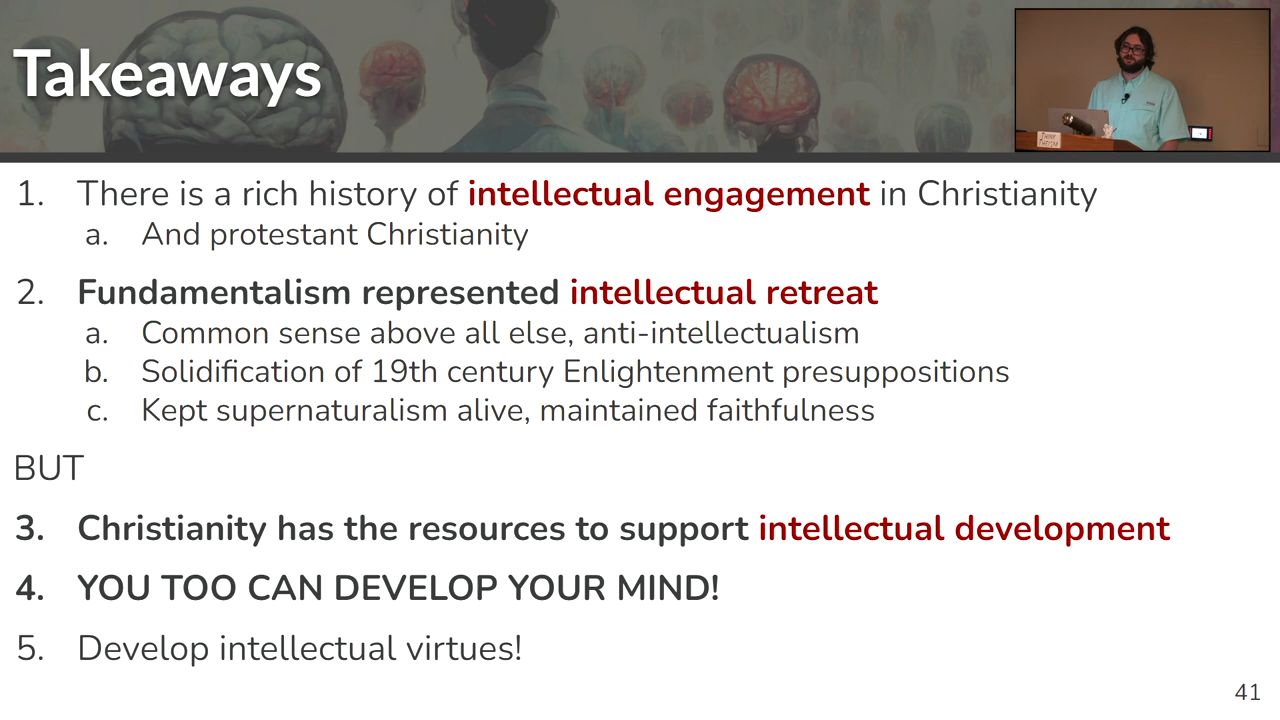 Takeaways
1. There is a rich history of intellectual engagement in Christianity
a. And protestant Christianity
2. Fundamentalism represented intellectual retreat
a. Common sense above all else, anti-intellectualism
b. Solidification of 19th century Enlightenment presuppositions
c. Kept supernaturalism alive, maintained faithfulness
BUT
3. Christianity has the resources to support intellectual development
4. YOU TOO CAN DEVELOP YOUR MIND!
5. Develop intellectual virtues!
41